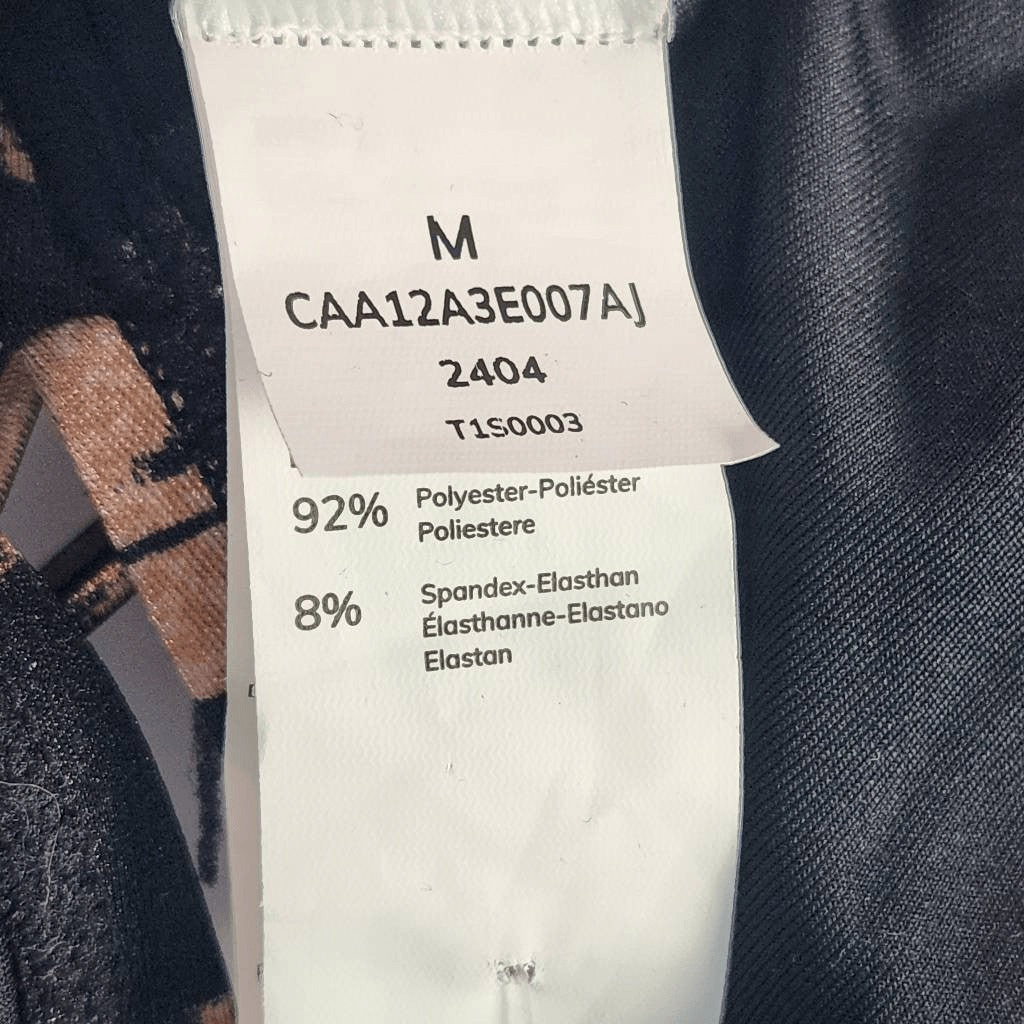 M
CAA12A3E007AJ
2404
T1S0003
92% Polyester-Poliéster
Poliestere
8% Spandex-Elasthan
Élasthanne-Elastano
Elastan